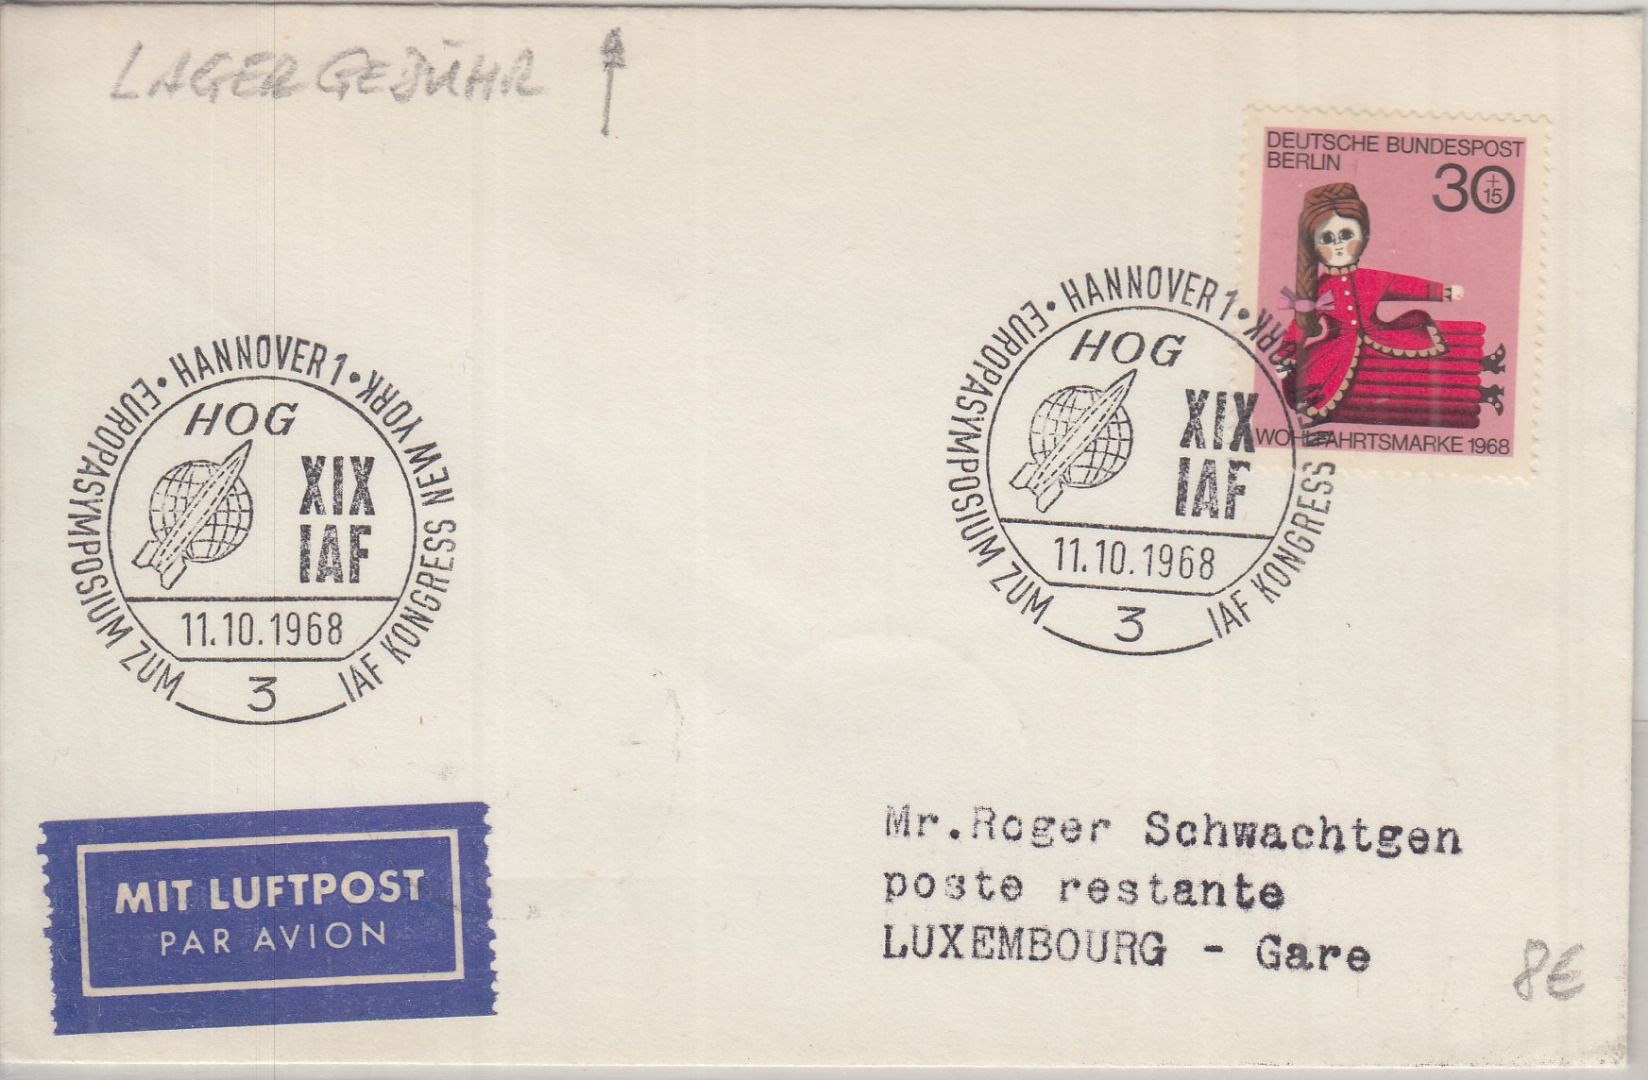 LAGERGEBÜHR
DEUTSCHE BUNDESPOST
BERLIN
30
+
15
WOHLFAHRTSMARKE 1968
EUROPASYMPOSIUM ZUM IAF KONGRESS NEW YORK • HANNOVER 1 •
HOG
XIX
IAF
11.10.1968
3
EUROPASYMPOSIUM ZUM IAF KONGRESS NEW YORK • HANNOVER 1 •
HOG
XIX
IAF
11.10.1968
3
MIT LUFTPOST
PAR AVION
Mr.Roger Schwachtgen
poste restante
LUXEMBOURG - Gare
8€